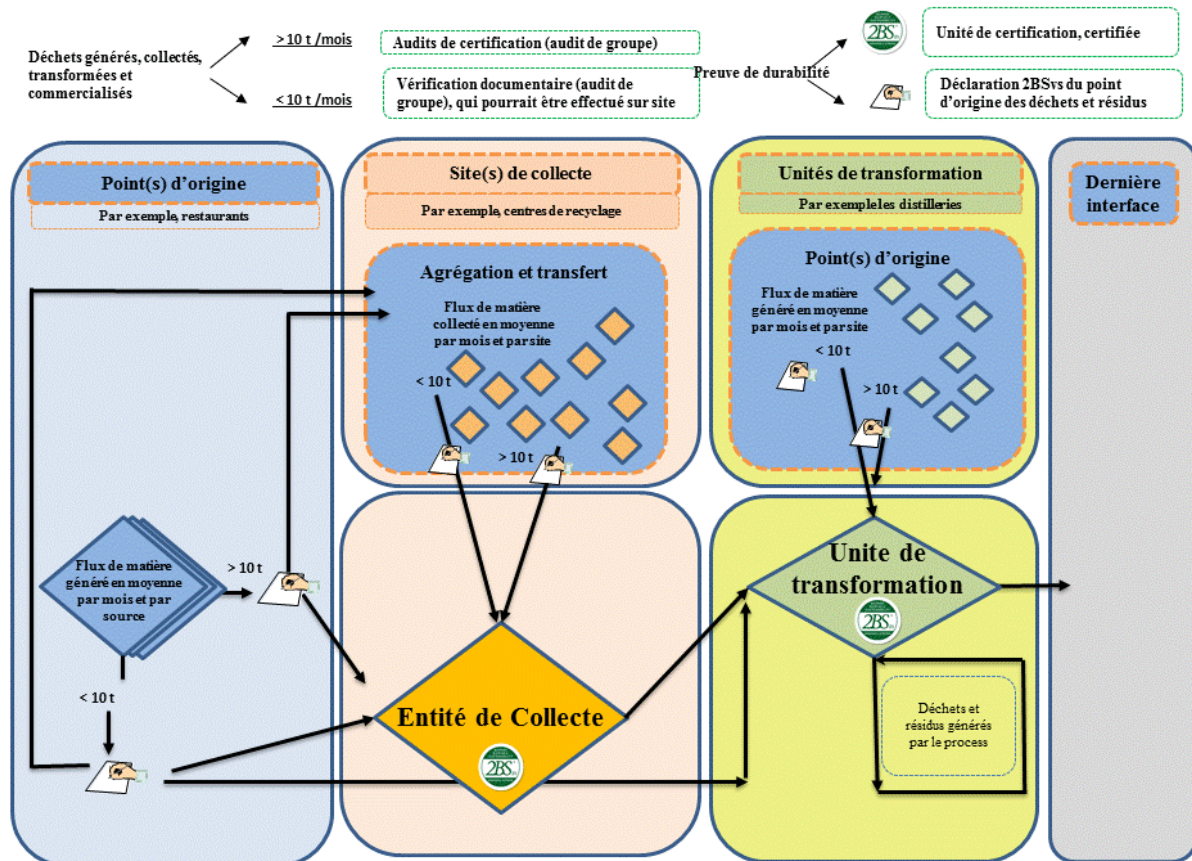 Déchets générés, collectés,
transformées et
commercialisés
> 10 t /mois
< 10 t /mois
Audits de certification (audit de groupe)
Vérification documentaire (audit de
groupe), qui pourrait être effectué sur site
Preuve de durabilité
2BS
Unité de certification, certifiée
Déclaration 2BSvs du point
d'origine des déchets et résidus
Point(s) d'origine
Par exemple, restaurants
Site(s) de collecte
Par exemple, centres de recyclage
Unités de transformation
Par exemple les distilleries
Dernière
interface
Agrégation et transfert
Flux de matière
collecté en moyenne
par mois et par site
< 10 t
> 10 t
Point(s) d'origine
Flux de matière
généré en moyenne
par mois et par site
< 10 t
> 10 t
Flux de matière
généré en moyenne
par mois et par
source
> 10 t
< 10 t
Entité de Collecte
2BS
Unite de
transformation
2BS
Déchets et
résidus générés
par le process